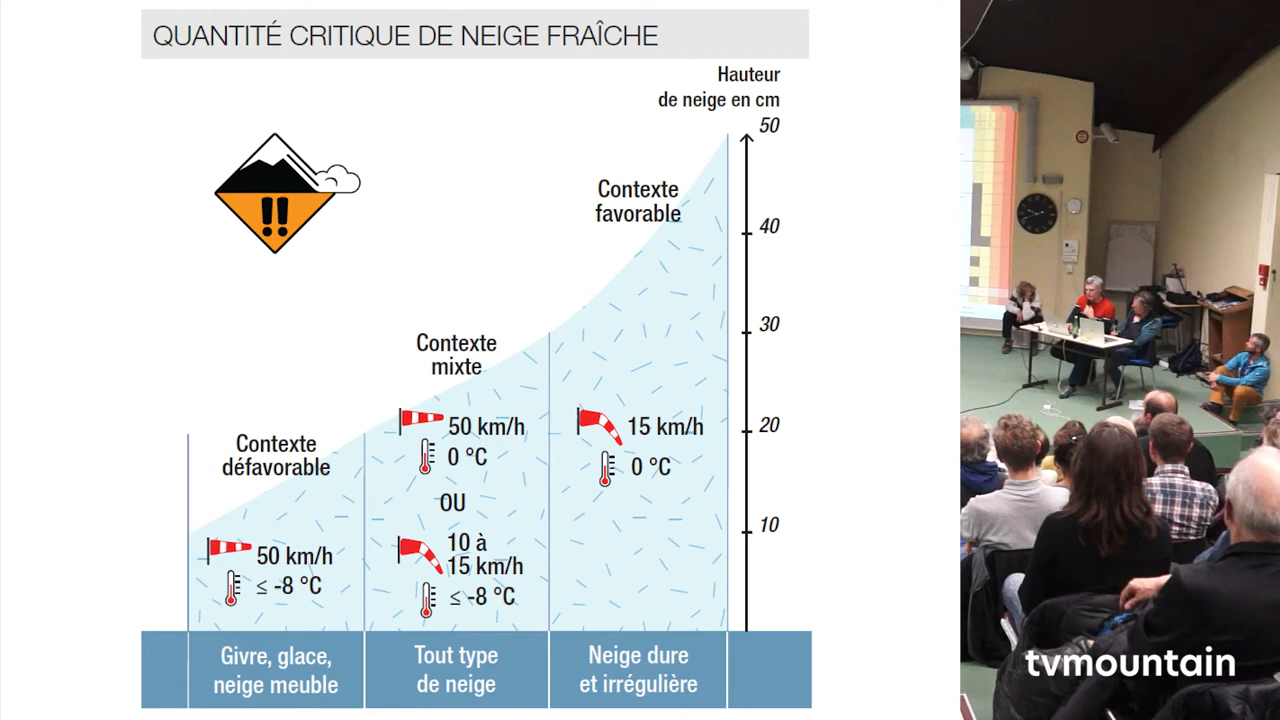 QUANTITÉ CRITIQUE DE NEIGE FRAÎCHE
Hauteur
de neige en cm
50
40
30
20
10
Contexte
favorable
Contexte
mixte
Contexte
défavorable
50 km/h
≤ -8 °C
50 km/h
0 °C
OU
10 à
15 km/h
≤ -8 °C
15 km/h
0 °C
Givre, glace,
neige meuble
Tout type
de neige
Neige dure
et irrégulière
tvmountain